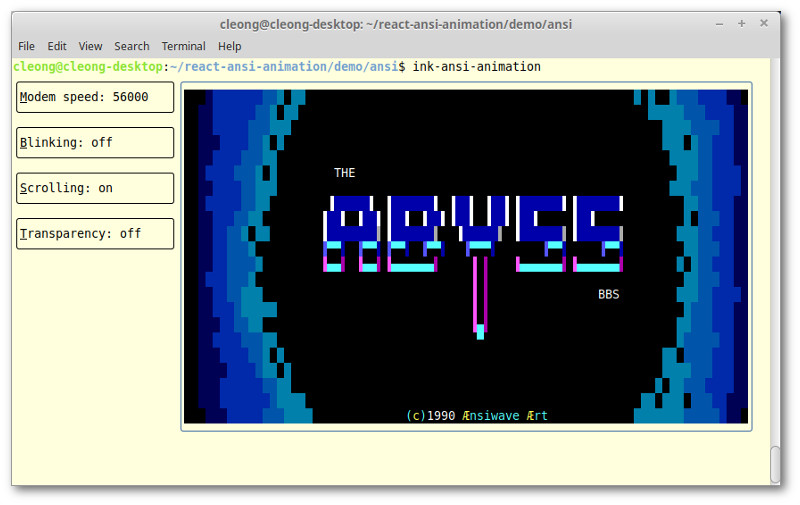 cleong@cleong-desktop: ~/react-ansi-animation/demo/ansi
File Edit View Search Terminal Help
cleong@cleong-desktop:~/react-ansi-animation/demo/ansi$ ink-ansi-animation
Modem speed: 56000
Blinking: off
Scrolling: on
Transparency: off
THE
ABYSS
BBS
(c)1990 Ænsiwave Ært